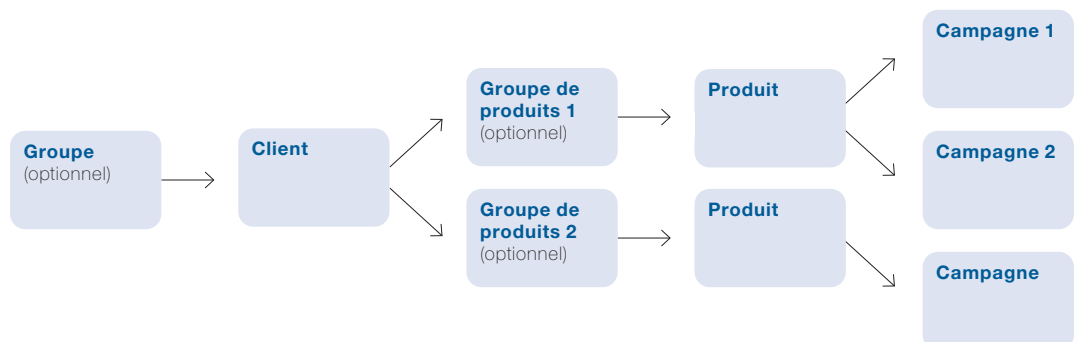 Groupe
(optionnel)
Client
Groupe de
produits 1
(optionnel)
Groupe de
produits 2
(optionnel)
Produit
Produit
Campagne 1
Campagne 2
Campagne